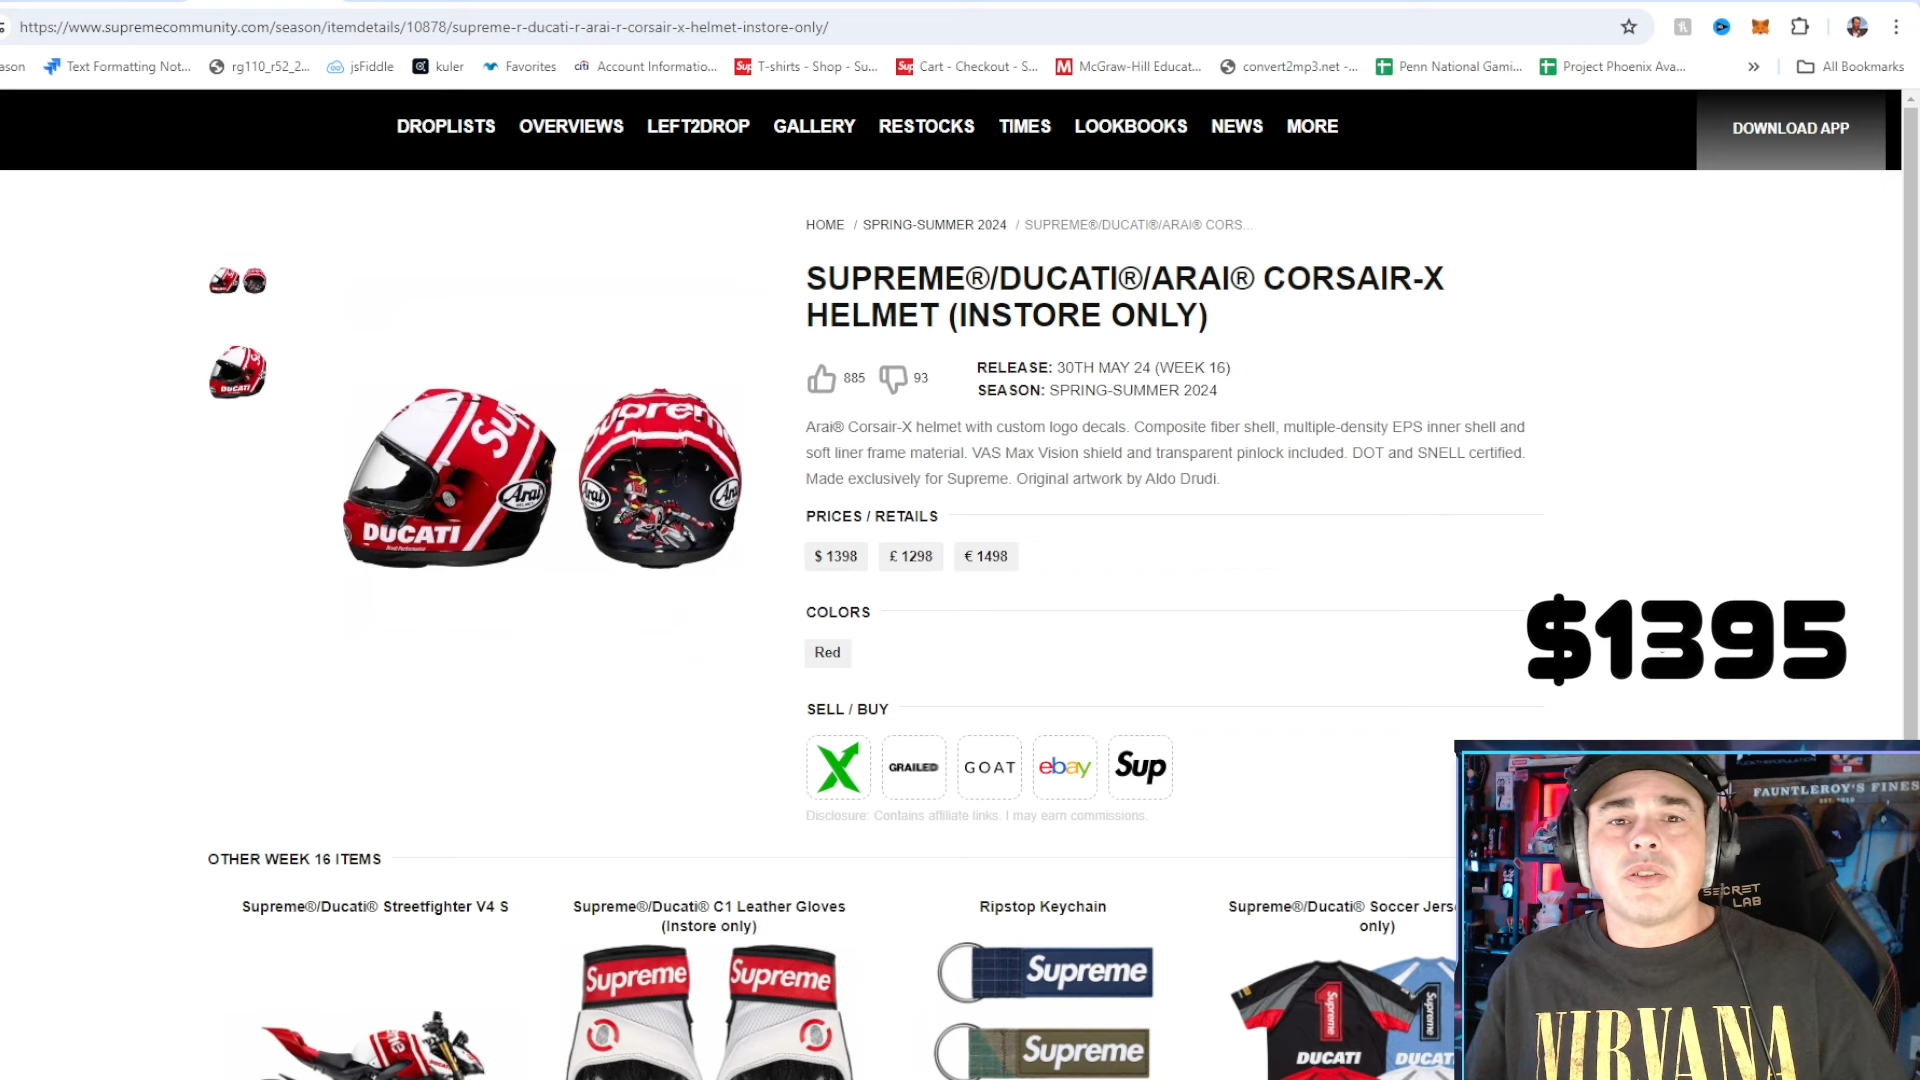 https://www.supremecommunity.com/season/itemdetails/10878/supreme-r-ducati-r-arai-r-corsair-x-helmet-instore-only/
ason Text Formatting Not... rg110_r52_2... jsFiddle kuler Favorites Account Informatio... T-shirts - Shop - Su... Cart - Checkout - S... McGraw-Hill Educat... convert2mp3.net -... Penn National Gami... Project Phoenix Ava... » All Bookmarks
DROPLISTS OVERVIEWS LEFT2DROP GALLERY RESTOCKS TIMES LOOKBOOKS NEWS MORE
DOWNLOAD APP
HOME / SPRING-SUMMER 2024 / SUPREME®/DUCATI®/ARAI® CORS...
SUPREME®/DUCATI®/ARAI® CORSAIR-X
HELMET (INSTORE ONLY)
885 93
RELEASE: 30TH MAY 24 (WEEK 16)
SEASON: SPRING-SUMMER 2024
Arai® Corsair-X helmet with custom logo decals. Composite fiber shell, multiple-density EPS inner shell and
soft liner frame material. VAS Max Vision shield and transparent pinlock included. DOT and SNELL certified.
Made exclusively for Supreme. Original artwork by Aldo Drudi.
PRICES / RETAILS
$ 1398 £ 1298 € 1498
COLORS
Red
$1395
SELL / BUY
GRAILED GOAT ebay Sup
Disclosure: Contains affiliate links. I may earn commissions.
Su Supreme
Arai Arai Arai
DUCATI
OTHER WEEK 16 ITEMS
Supreme®/Ducati® Streetfighter V4 S
Supreme®/Ducati® C1 Leather Gloves
(Instore only)
Ripstop Keychain
Supreme®/Ducati® Soccer Jers
only)
Supreme Supreme
Supreme
Supreme
Supreme
Supreme
DUCATI DUCAT
FAUNTLEROY'S FINES
SECRET
LAB
NIRVANA